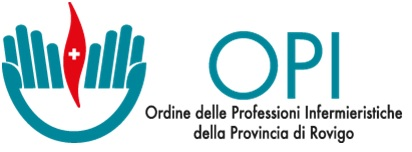 OPI
Ordine delle Professioni Infermieristiche
della Provincia di Rovigo